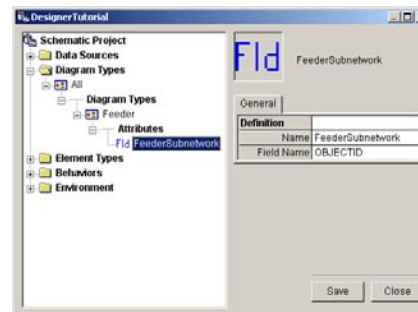 DesignerTutorial
Schematic Project
Data Sources
Diagram Types
All
Diagram Types
Feeder
Attributes
Fld FeederSubnetwork
Element Types
Behaviors
Environment
Fld FeederSubnetwork
General
Definition
Name FeederSubnetwork
Field Name OBJECTID
Save Close